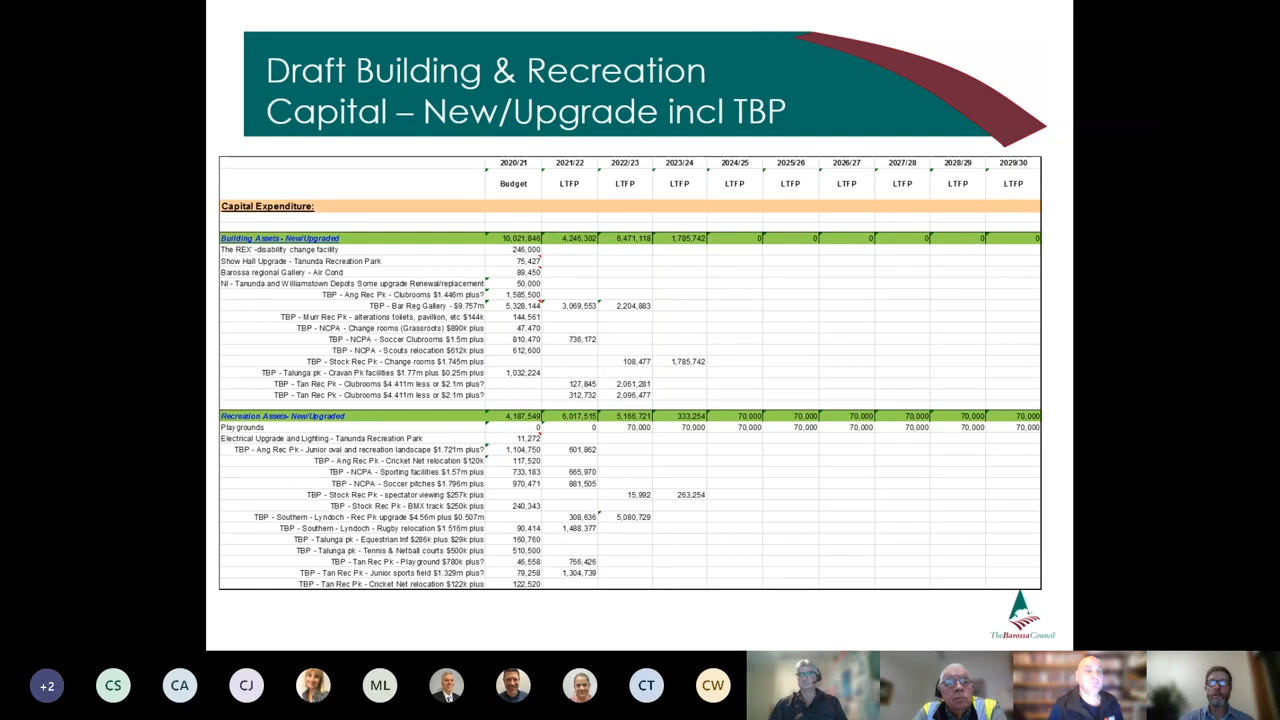 Draft Building & Recreation
Capital – New/Upgrade incl TBP
2020/21 2021/22 2022/23 2023/24 2024/25 2025/26 2026/27 2027/28 2028/29 2029/30
Budget LTFP LTFP LTFP LTFP LTFP LTFP LTFP LTFP LTFP
Capital Expenditure:
Building Assets - New/Upgraded 10,021,846 4,246,302 6,471,118 1,785,742 0 0 0 0 0 0
The REX' -disability change facility 246,000
Show Hall Upgrade - Tanunda Recreation Park 75,427
Barossa regional Gallery - Air Cond 89,450
NI - Tanunda and Williamstown Depots Some upgrade Renewal/replacement 50,000
TBP - Ang Rec Pk - Clubrooms $1.446m plus? 1,585,500
TBP - Bar Reg Gallery - $9.757m 5,328,144 3,069,553 2,204,883
TBP - Murr Rec Pk - alterations toilets, pavillion, etc $144k 144,561
TBP - NCPA - Change rooms (Grassroots) $890k plus 47,470
TBP - NCPA - Soccer Clubrooms $1.5m plus 810,470 736,172
TBP - NCPA - Scouts relocation $612k plus 612,600
TBP - Stock Rec Pk - Change rooms $1.745m plus 108,477 1,785,742
TBP - Talunga pk - Cravan Pk facilities $1.77m plus $0.25m plus 1,032,224
TBP - Tan Rec Pk - Clubrooms $4.411m less or $2.1m plus? 127,845 2,061,281
TBP - Tan Rec Pk - Clubrooms $4.411m less or $2.1m plus? 312,732 2,096,477
Recreation Assets- New/Upgraded 4,187,549 6,017,515 5,166,721 333,254 70,000 70,000 70,000 70,000 70,000 70,000
Playgrounds 0 0 70,000 70,000 70,000 70,000 70,000 70,000 70,000 70,000
Electrical Upgrade and Lighting - Tanunda Recreation Park 11,272
TBP - Ang Rec Pk - Junior oval and recreation landscape $1.721m plus 1,104,750 601,862
TBP - Ang Rec Pk - Cricket Net relocation $120k 117,520
TBP - NCPA - Sporting facilities $1.57m plus 733,183 665,970
TBP - NCPA - Soccer pitches $1.796m plus 970,471 881,505
TBP - Stock Rec Pk - spectator viewing $257k plus 15,992 263,254
TBP - Stock Rec Pk - BMX track $250k plus 240,343
TBP - Southern - Lyndoch - Rec Pk upgrade $4.56m plus $0.507m 308,636 5,080,729
TBP - Southern - Lyndoch - Rugby relocation $1.516m plus 90,414 1,488,377
TBP - Talunga pk - Equestrian Inf $286k plus $29k plus 160,760
TBP - Talunga pk - Tennis & Netball courts $500k plus 510,500
TBP - Tan Rec Pk - Playground $780k plus? 46,558 766,426
TBP - Tan Rec Pk - Junior sports field $1.329m plus? 79,258 1,304,739
TBP - Tan Rec Pk - Cricket Net relocation $122k plus 122,520
The Barossa Council
+2 CS CA CJ ML CT CW